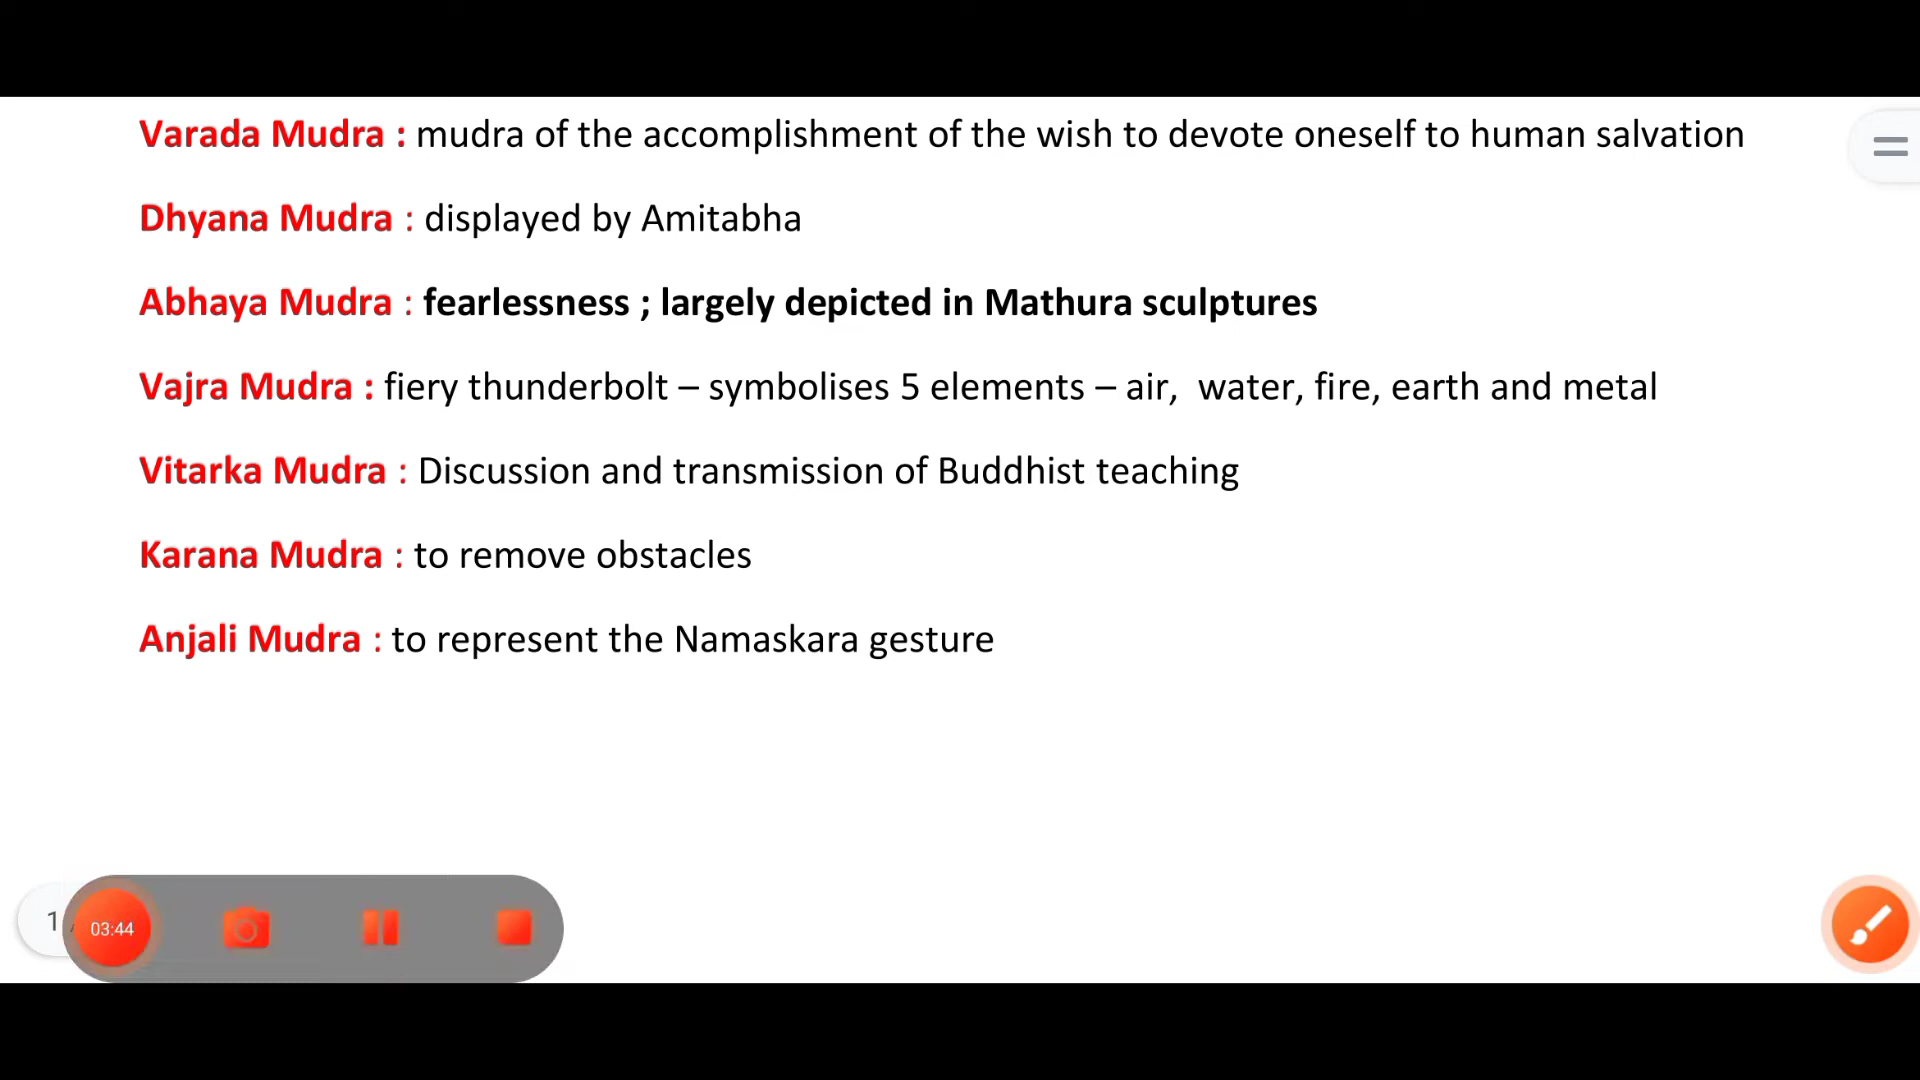 Varada Mudra : mudra of the accomplishment of the wish to devote oneself to human salvation
Dhyana Mudra : displayed by Amitabha
Abhaya Mudra : fearlessness ; largely depicted in Mathura sculptures
Vajra Mudra : fiery thunderbolt – symbolises 5 elements – air,  water, fire, earth and metal
Vitarka Mudra : Discussion and transmission of Buddhist teaching
Karana Mudra : to remove obstacles
Anjali Mudra : to represent the Namaskara gesture
1
03:44